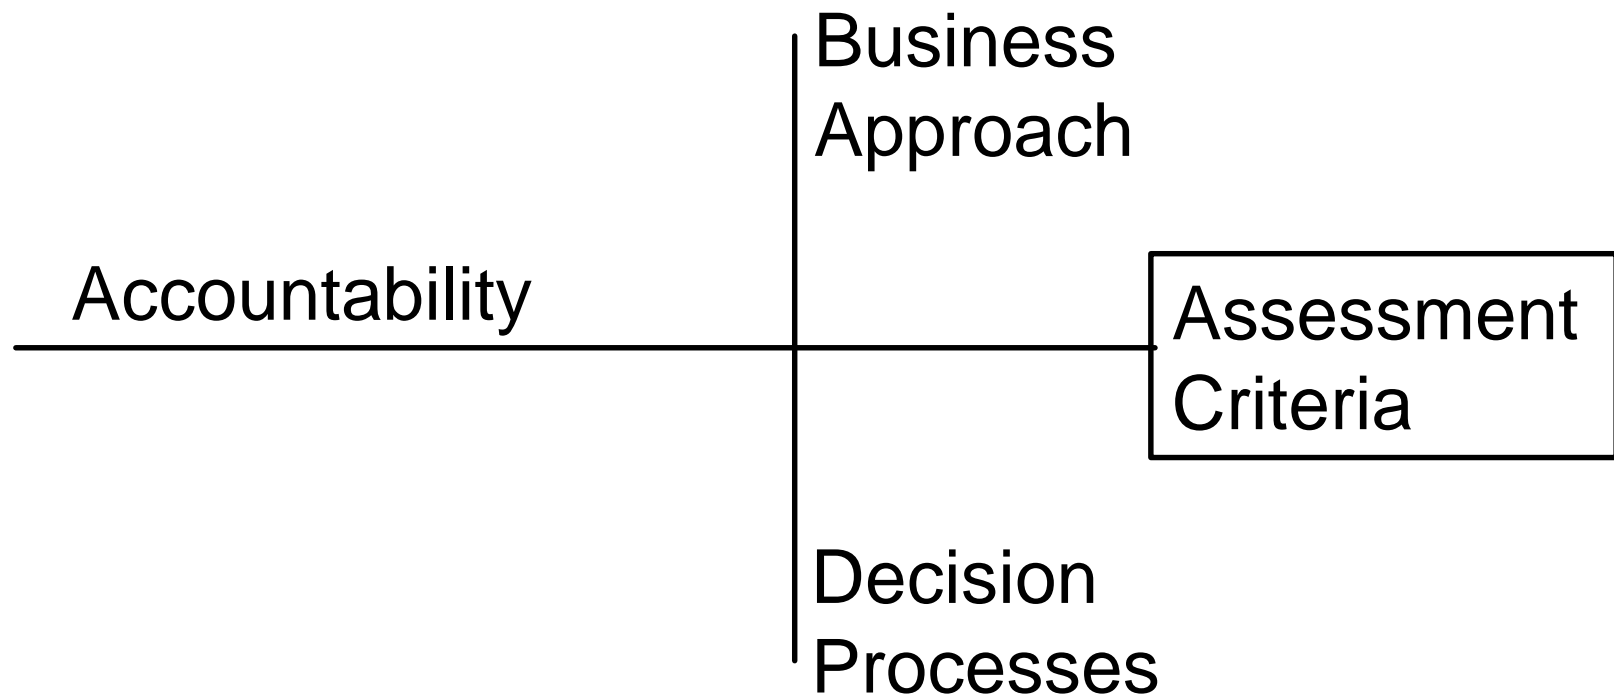 Business
Approach
Accountability
Assessment
Criteria
Decision
Processes